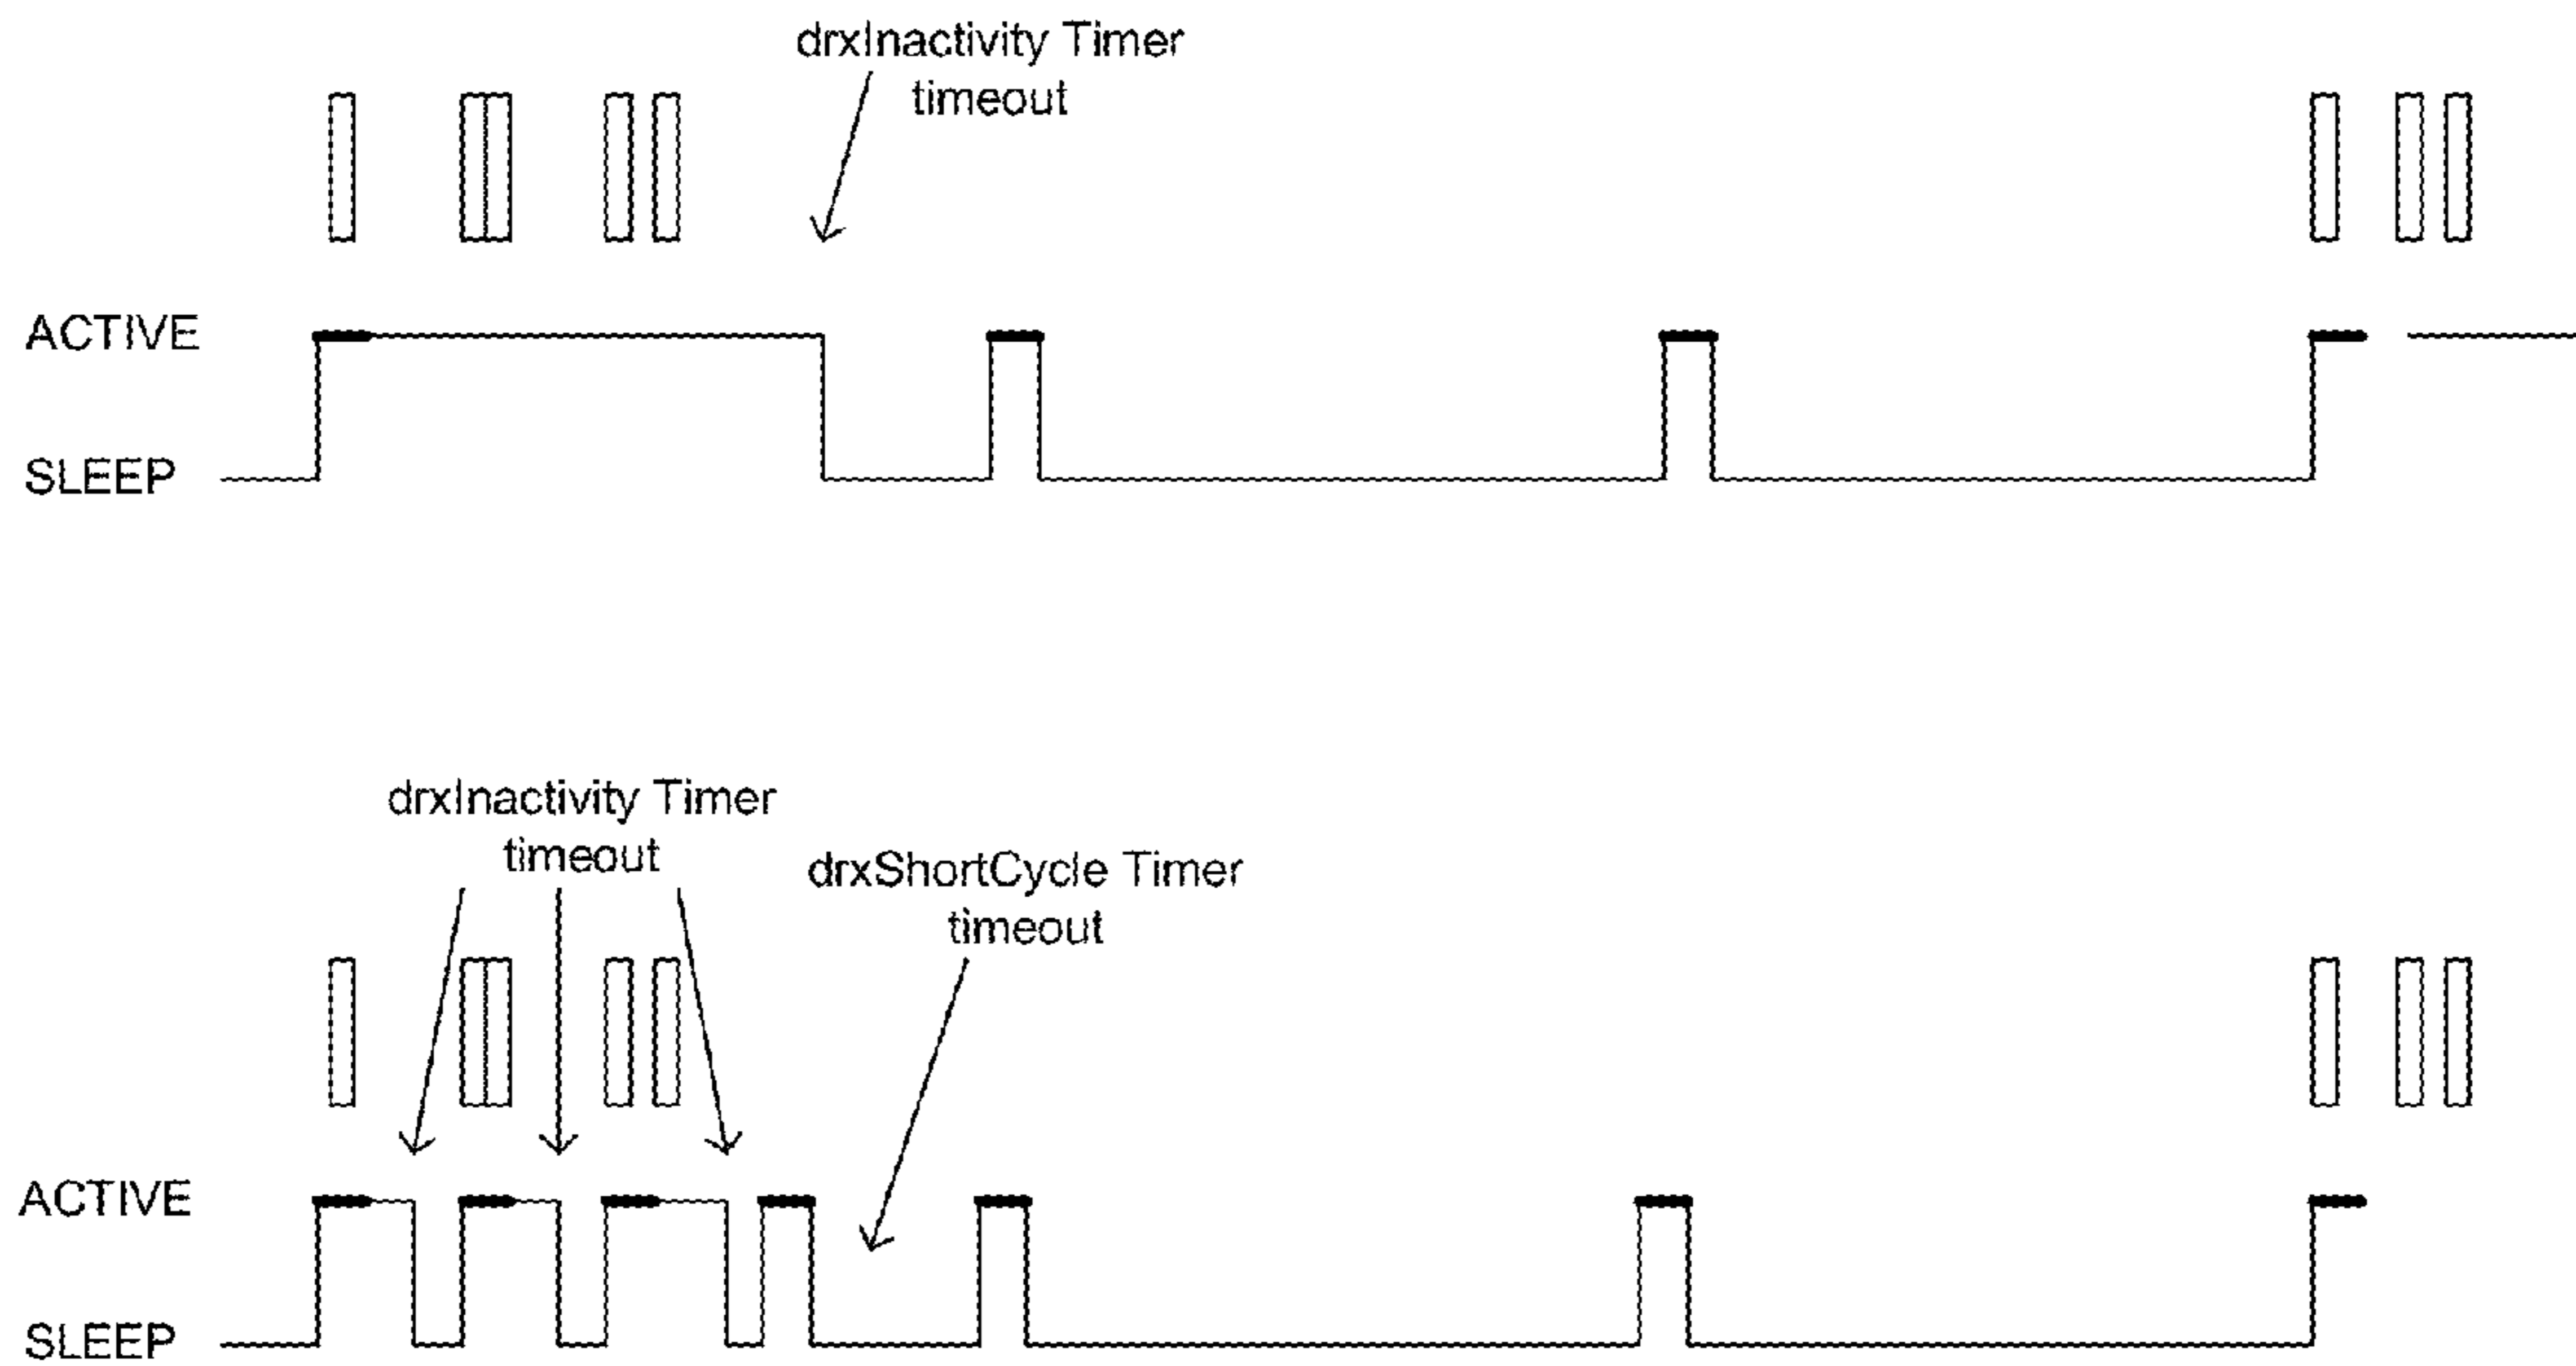 drxInactivity Timer
timeout
ACTIVE
SLEEP
drxInactivity Timer
timeout
drxShortCycle Timer
timeout
ACTIVE
SLEEP